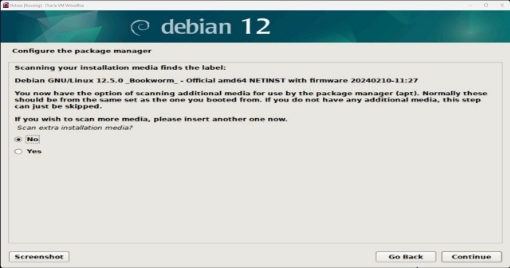 Debian [Running] - Oracle VM VirtualBox
debian 12
Configure the package manager
Scanning your installation media finds the label:
Debian GNU/Linux 12.5.0 _Bookworm_ - Official amd64 NETINST with firmware 20240210-11:27
You now have the option of scanning additional media for use by the package manager (apt). Normally these
should be from the same set as the one you booted from. If you do not have any additional media, this step
can just be skipped.
If you wish to scan more media, please insert another one now.
Scan extra installation media?
No
Yes
Screenshot
Go Back
Continue